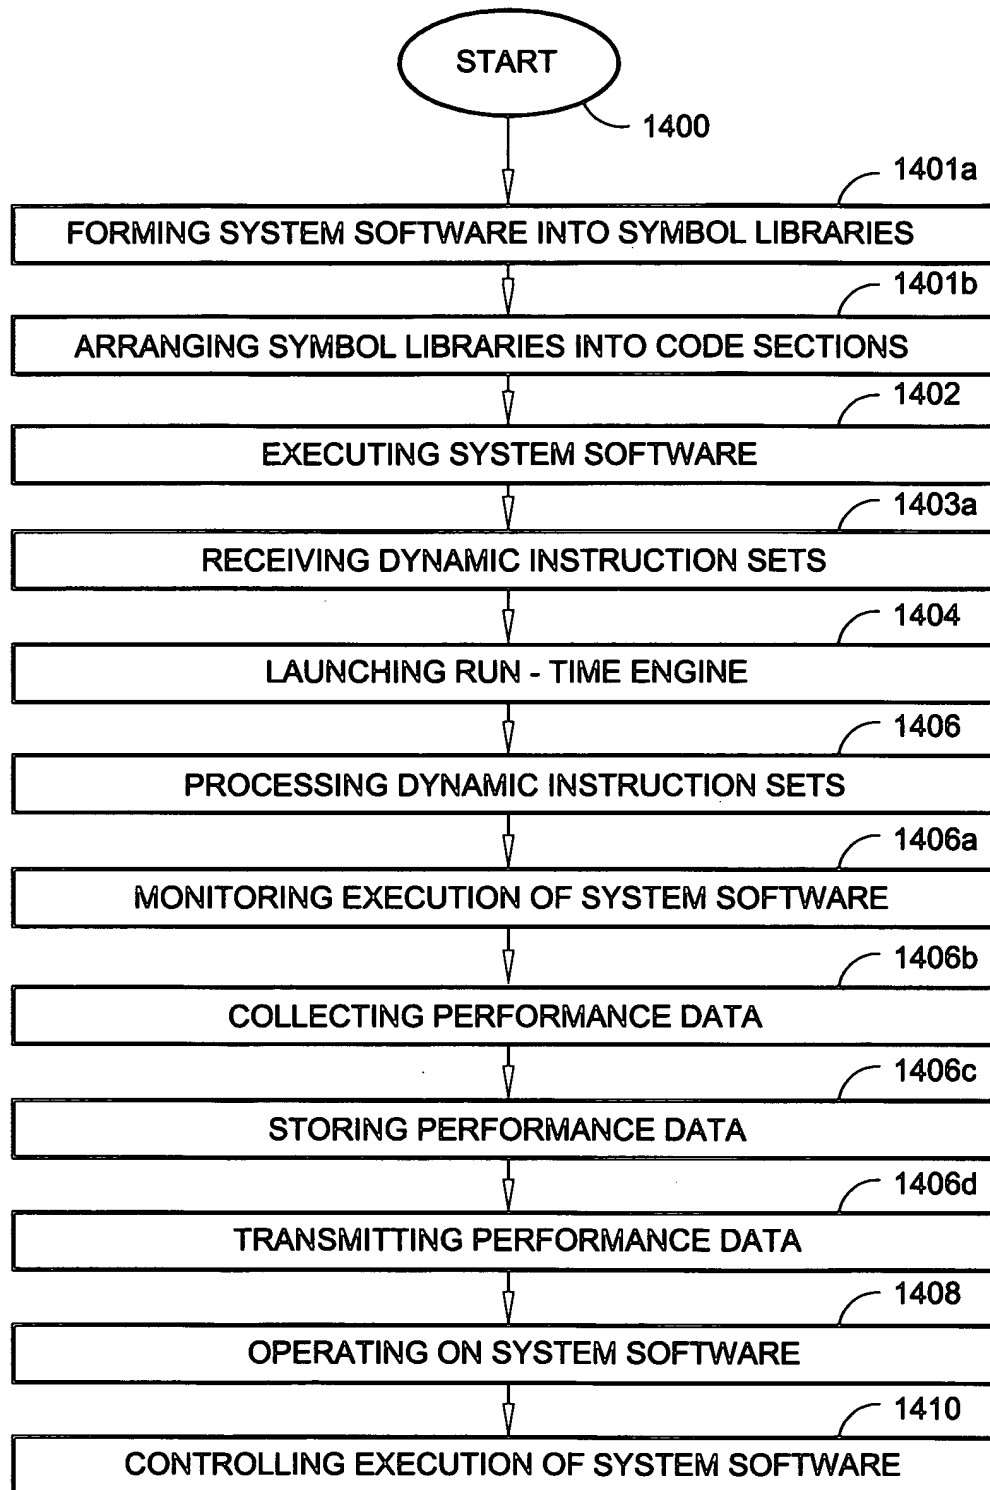 START
1400
1401a
FORMING SYSTEM SOFTWARE INTO SYMBOL LIBRARIES
1401b
ARRANGING SYMBOL LIBRARIES INTO CODE SECTIONS
1402
EXECUTING SYSTEM SOFTWARE
1403a
RECEIVING DYNAMIC INSTRUCTION SETS
1404
LAUNCHING RUN - TIME ENGINE
1406
PROCESSING DYNAMIC INSTRUCTION SETS
1406a
MONITORING EXECUTION OF SYSTEM SOFTWARE
1406b
COLLECTING PERFORMANCE DATA
1406c
STORING PERFORMANCE DATA
1406d
TRANSMITTING PERFORMANCE DATA
1408
OPERATING ON SYSTEM SOFTWARE
1410
CONTROLLING EXECUTION OF SYSTEM SOFTWARE